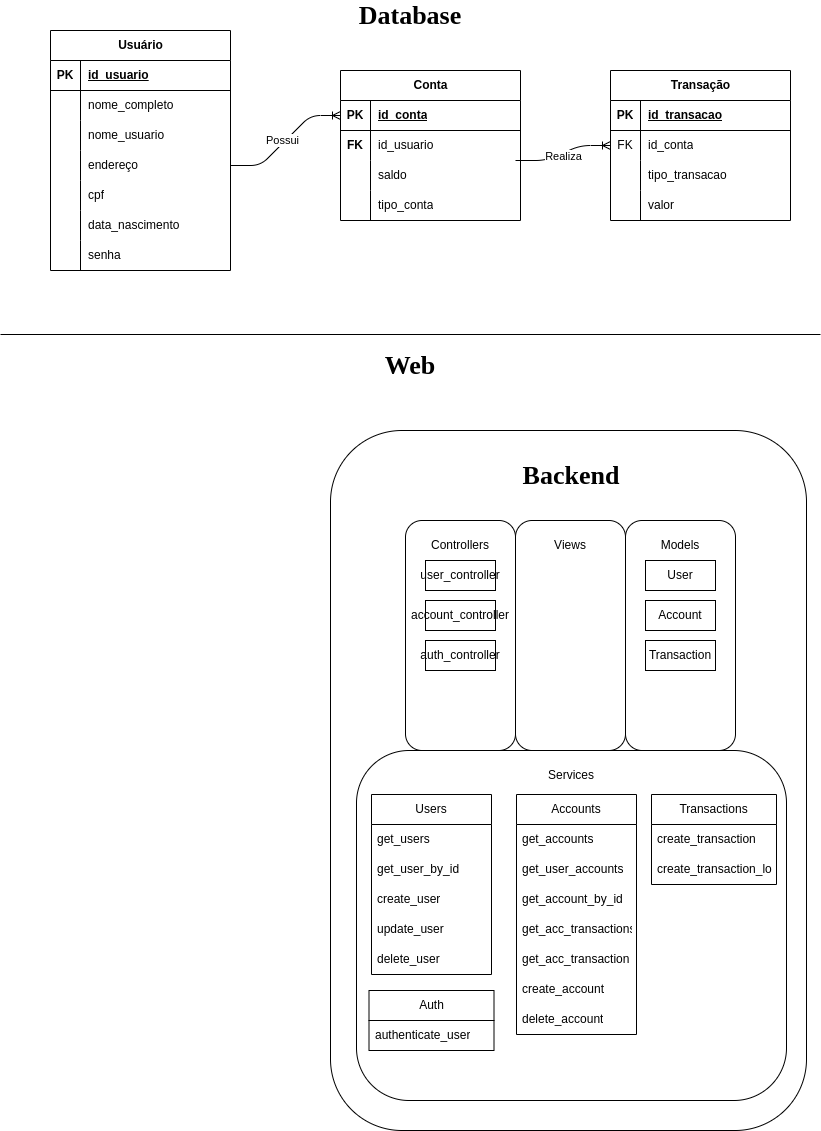 Database
Usuário
PK id_usuario
nome_completo
nome_usuario
endereço
cpf
data_nascimento
senha
Possui
Conta
PK id_conta
FK id_usuario
saldo
tipo_conta
Realiza
Transação
PK id_transacao
FK id_conta
tipo_transacao
valor
Web
Backend
Controllers
user_controller
account_controller
auth_controller
Views
Models
User
Account
Transaction
Services
Users
get_users
get_user_by_id
create_user
update_user
delete_user
Auth
authenticate_user
Accounts
get_accounts
get_user_accounts
get_account_by_id
get_acc_transactions
get_acc_transaction
create_account
delete_account
Transactions
create_transaction
create_transaction_lo